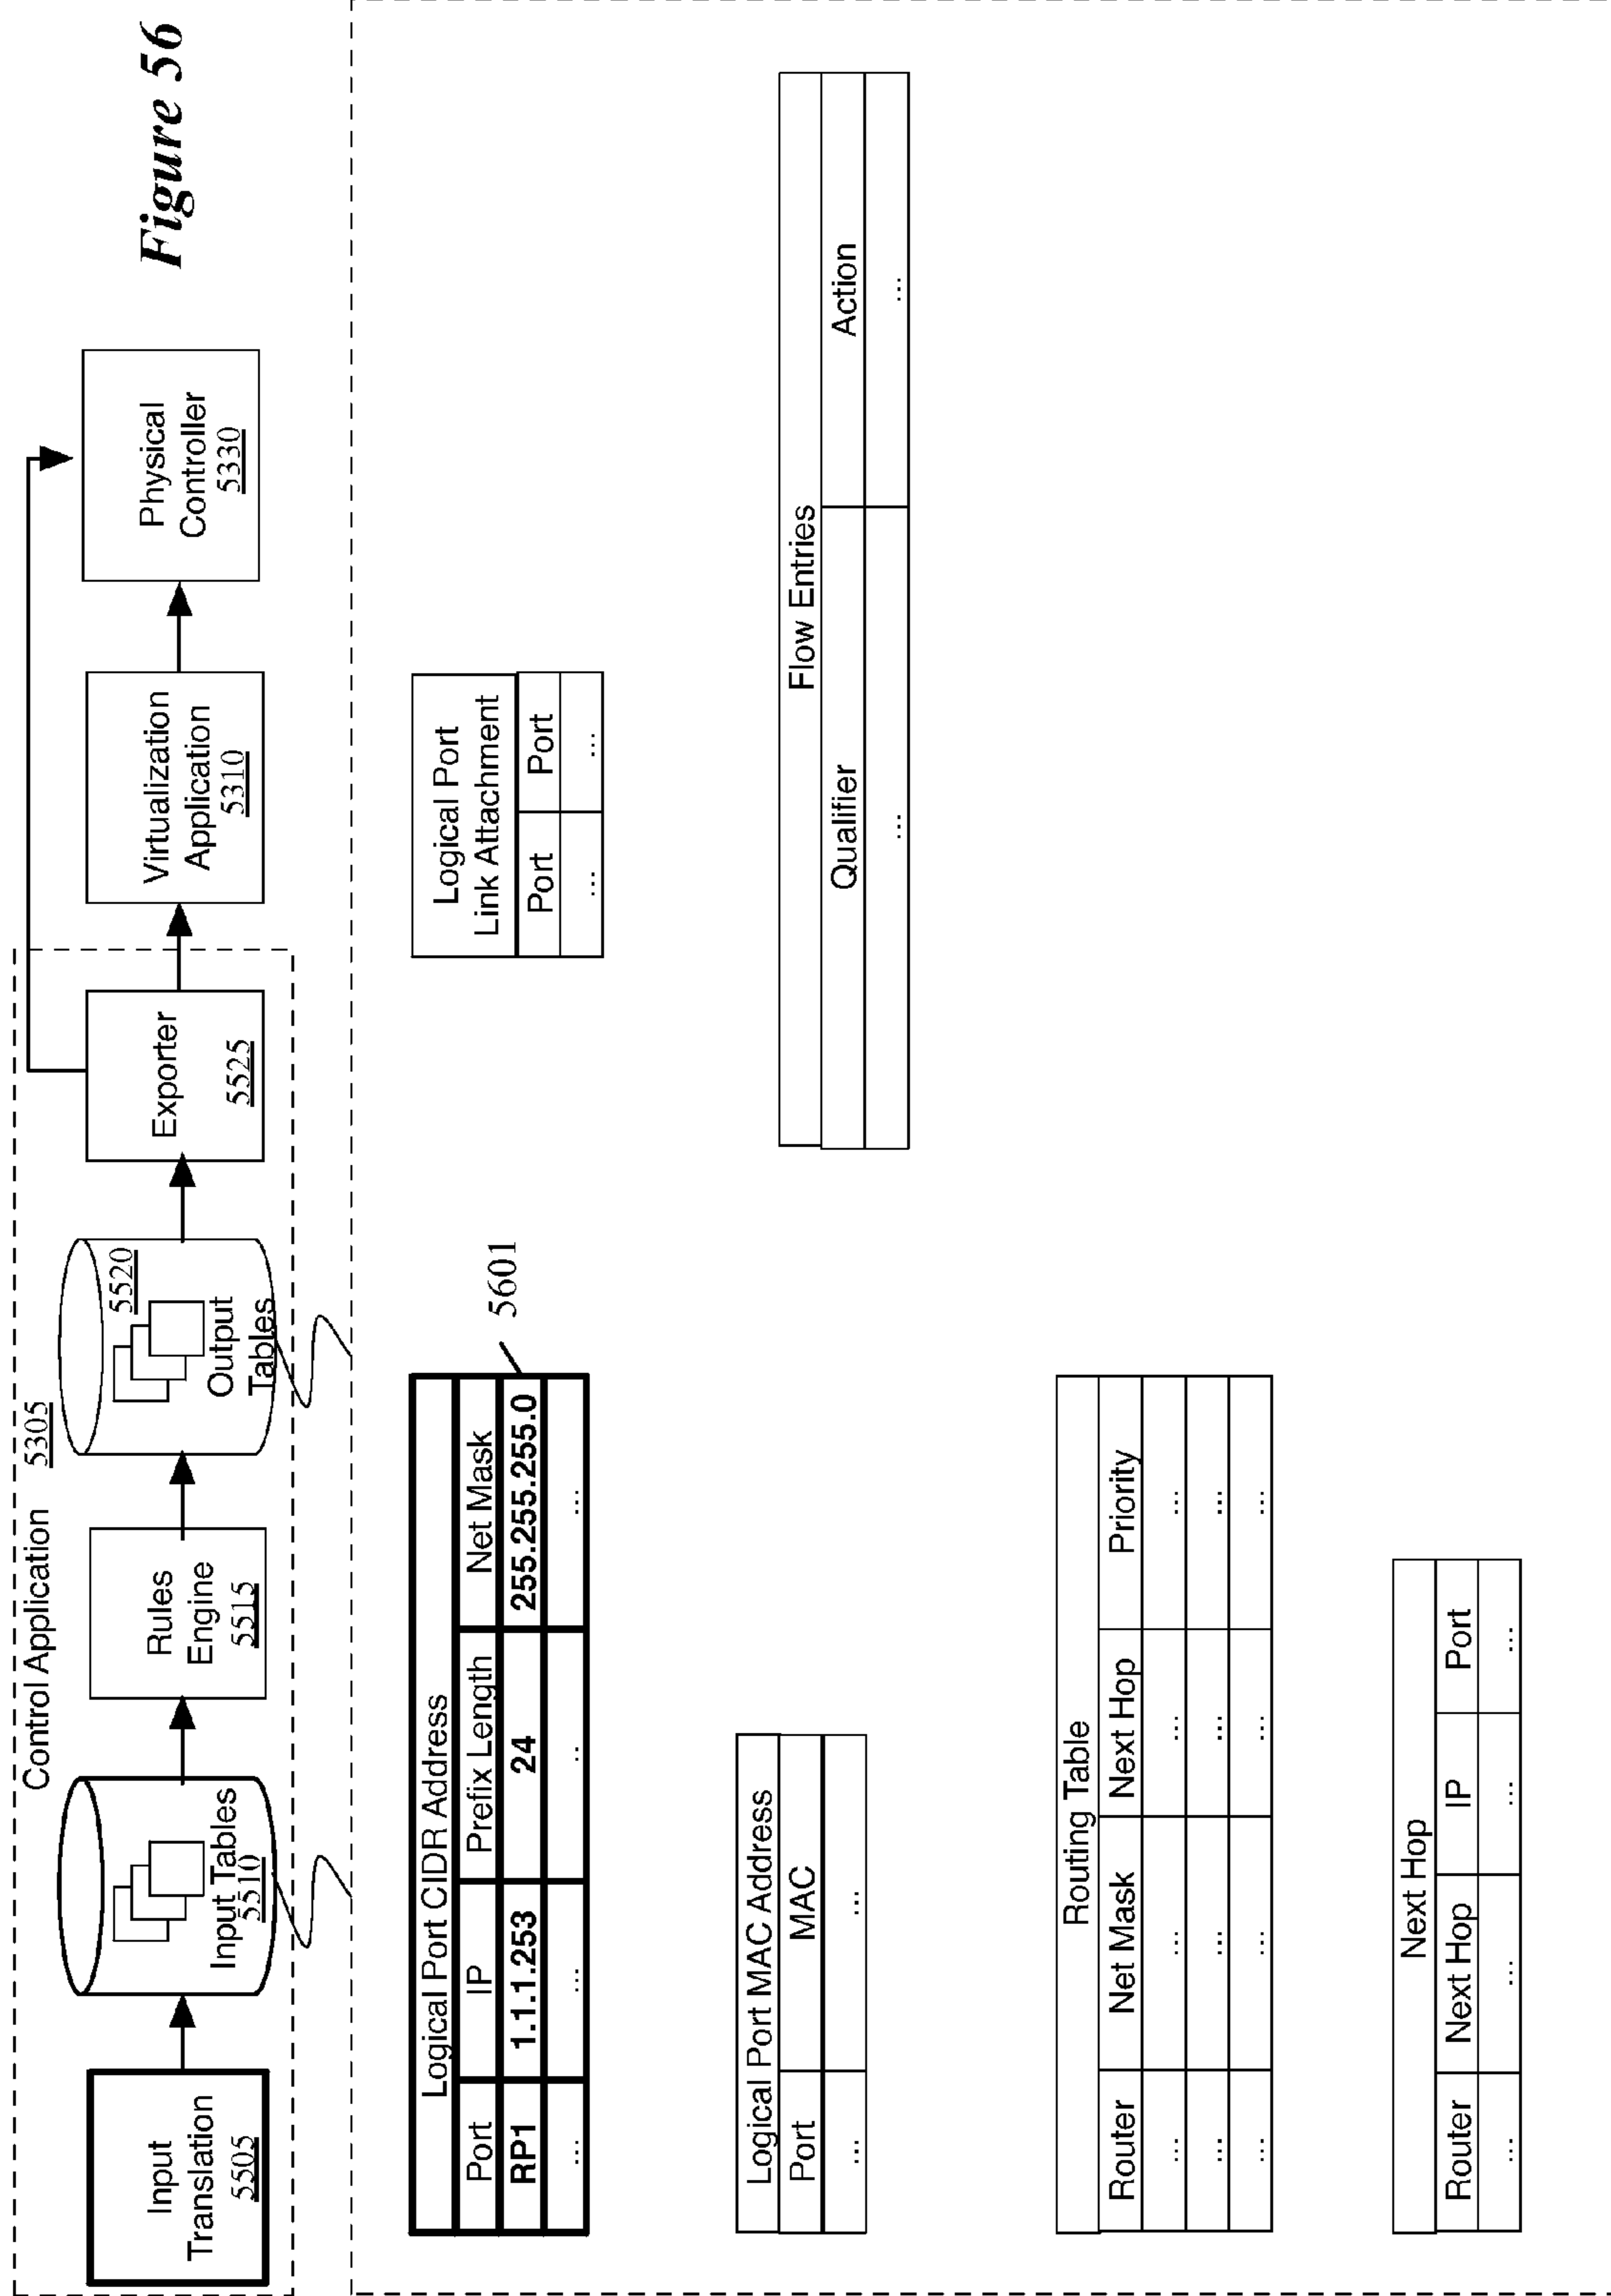 Figure 56
Control Application
5305
Input
Translation
5505
Input Tables
5510
Rules
Engine
5515
5520
Output
Tables
Exporter
5525
Virtualization
Application
5310
Physical
Controller
5330
5601
Logical Port CIDR Address
Port IP Prefix Length Net Mask
RP1 1.1.1.253 24 255.255.255.0
... ... ... ...
Logical Port
Link Attachment
Port Port
... ...
Logical Port MAC Address
Port MAC
... ...
Flow Entries
Qualifier Action
... ...
Routing Table
Router Net Mask Next Hop Priority
... ... ... ...
... ... ... ...
... ... ... ...
Next Hop
Router Next Hop IP Port
... ... ... ...